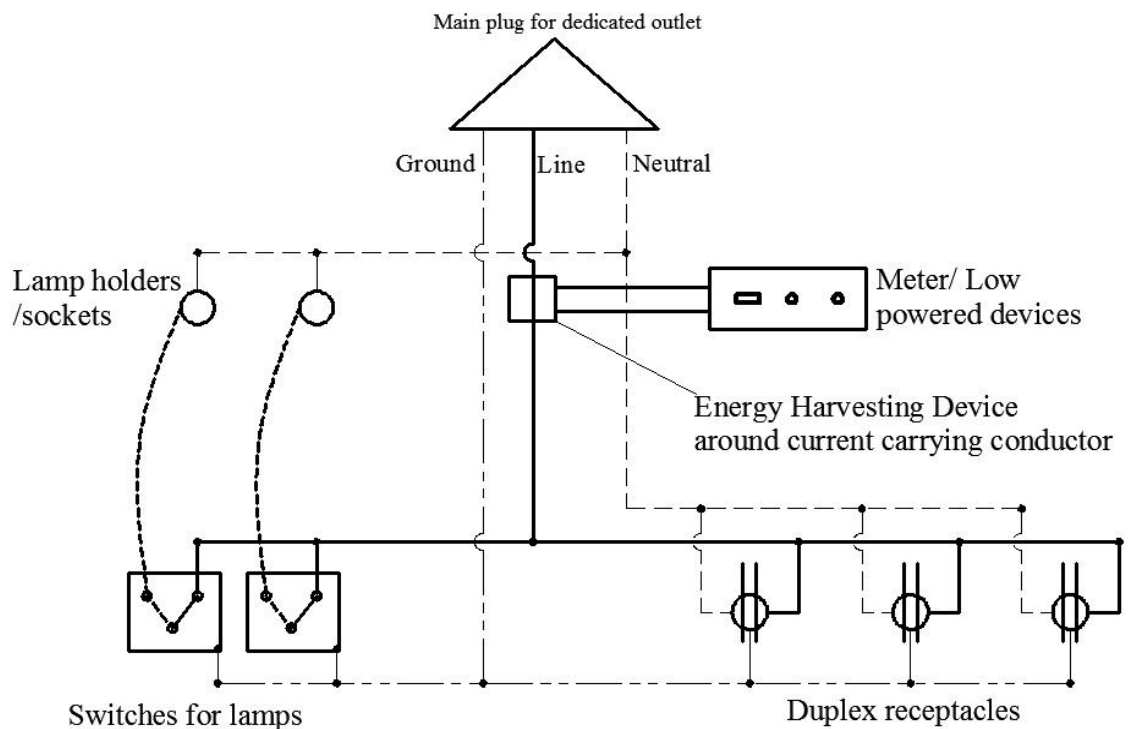 Main plug for dedicated outlet
Ground
Line
Neutral
Lamp holders
/sockets
Meter/ Low
powered devices
Energy Harvesting Device
around current carrying conductor
Switches for lamps
Duplex receptacles